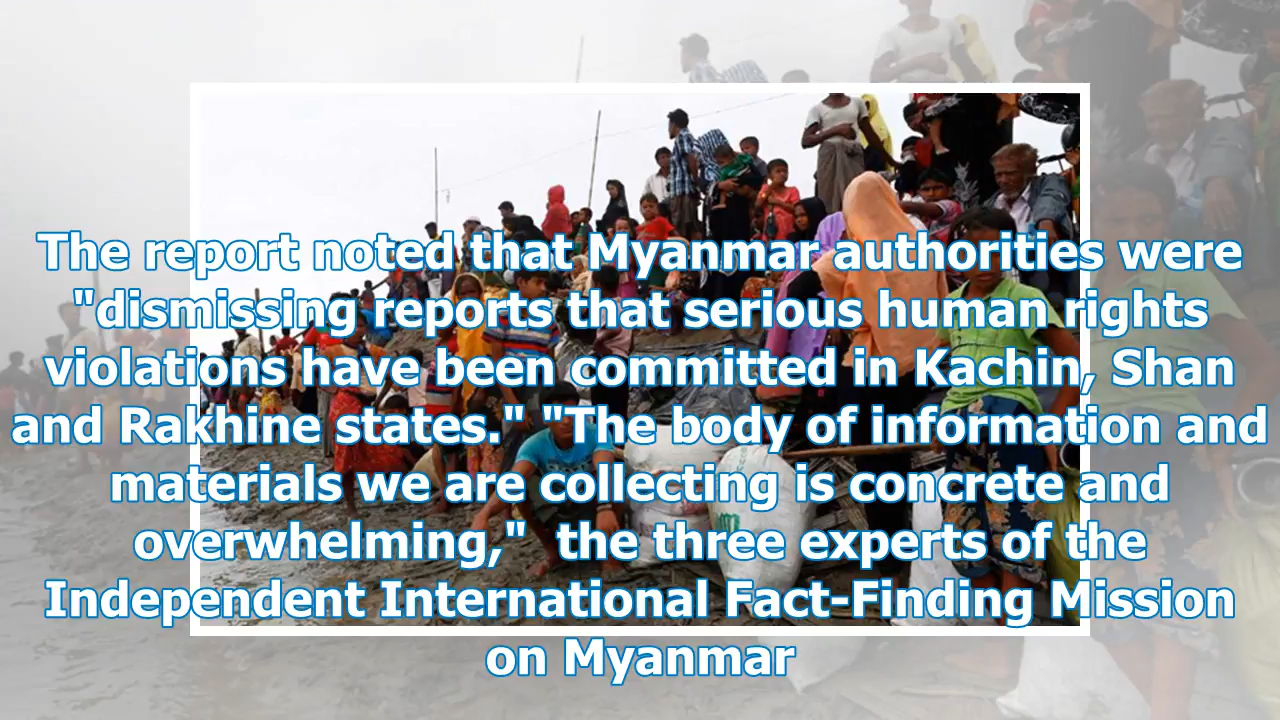 The report noted that Myanmar authorities were
"dismissing reports that serious human rights
violations have been committed in Kachin, Shan
and Rakhine states." "The body of information and
materials we are collecting is concrete and
overwhelming,"  the three experts of the
Independent International Fact-Finding Mission
on Myanmar